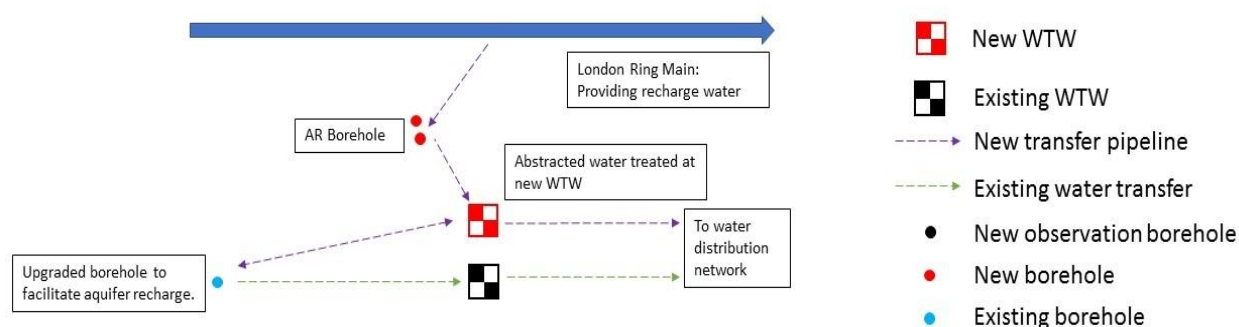 London Ring Main:
Providing recharge water
AR Borehole
Abstracted water treated at
new WTW
To water
distribution
network
Upgraded borehole to
facilitate aquifer recharge.
New WTW
Existing WTW
New transfer pipeline
Existing water transfer
New observation borehole
New borehole
Existing borehole